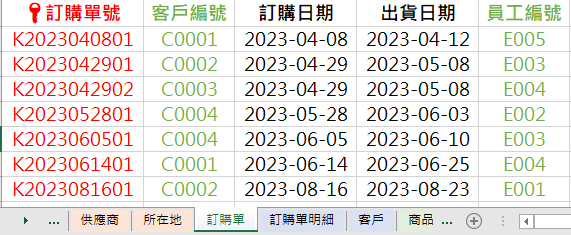 訂購單號 客戶編號 訂購日期 出貨日期 員工編號
K2023040801 C0001 2023-04-08 2023-04-12 E005
K2023042901 C0002 2023-04-29 2023-05-08 E003
K2023042902 C0003 2023-04-29 2023-05-08 E004
K2023052801 C0004 2023-05-28 2023-06-03 E002
K2023060501 C0004 2023-06-05 2023-06-10 E003
K2023061401 C0001 2023-06-14 2023-06-25 E004
K2023081601 C0002 2023-08-16 2023-08-23 E001
... 供應商 所在地 訂購單 訂購單明細 客戶 商品 ...